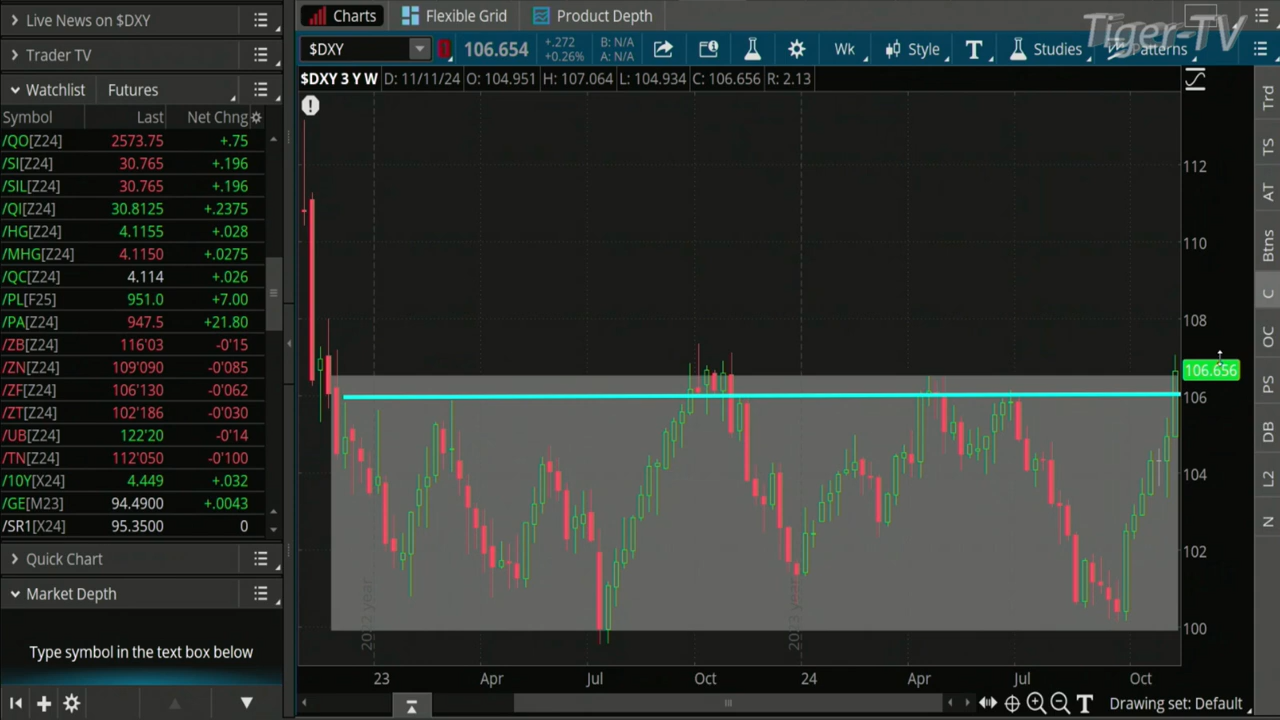 Live News on $DXY
Charts
Flexible Grid
Product Depth
Tiger-TV
Trader TV
$DXY
106.654
+.272
+0.26%
B: N/A
A: N/A
Wk
Style
T
Studies
Patterns
Watchlist
Futures
$DXY 3 Y W
D: 11/11/24
O: 104.951
H: 107.064
L: 104.934
C: 106.656
R: 2.13
Symbol Last Net Chng
/QO[Z24] 2573.75 +.75
/SI[Z24] 30.765 +.196
/SIL[Z24] 30.765 +.196
/QI[Z24] 30.8125 +.2375
/HG[Z24] 4.1155 +.028
/MHG[Z24] 4.1150 +.0275
/QC[Z24] 4.114 +.026
/PL[F25] 951.0 +7.00
/PA[Z24] 947.5 +21.80
/ZB[Z24] 116'03 -0'15
/ZN[Z24] 109'090 -0'085
/ZF[Z24] 106'130 -0'062
/ZT[Z24] 102'186 -0'030
/UB[Z24] 122'20 -0'14
/TN[Z24] 112'050 -0'100
/10Y[X24] 4.449 +.032
/GE[M23] 94.4900 +.0043
/SR1[X24] 95.3500 0
Quick Chart
Market Depth
Type symbol in the text box below
112
110
108
106.656
106
104
102
100
2022 year
2023 year
23
Apr
Jul
Oct
24
Apr
Jul
Oct
T
Drawing set: Default
Trd
TS
AT
Btns
C
OC
PS
DB
L2
N